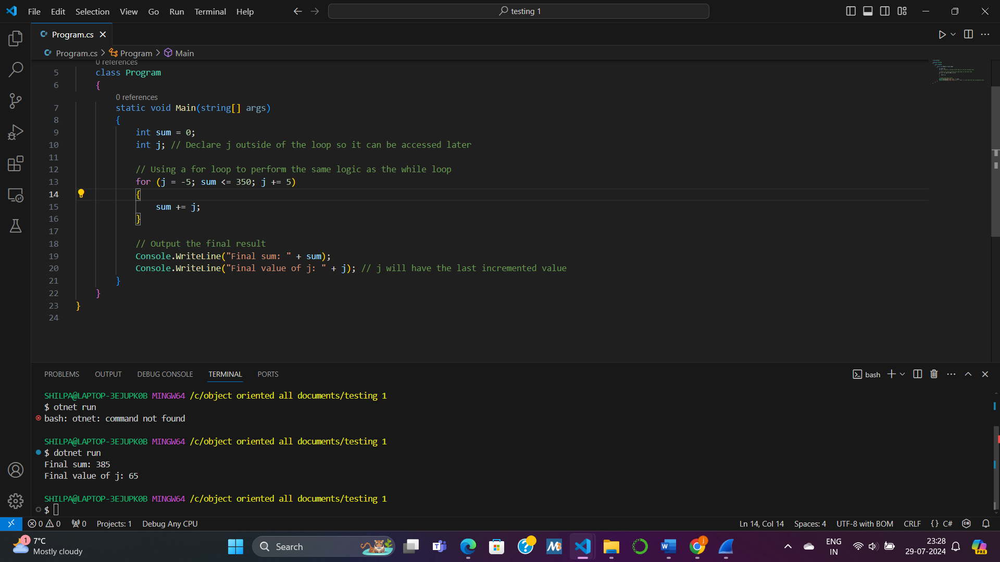 File Edit Selection View Go Run Terminal Help
testing 1
Program.cs
Program.cs > Program > Main
0 references
5 class Program
6 {
0 references
7 static void Main(string[] args)
8 {
9 int sum = 0;
10 int j; // Declare j outside of the loop so it can be accessed later
11
12 // Using a for loop to perform the same logic as the while loop
13 for (j = -5; sum <= 350; j += 5)
14 {
15 sum += j;
16 }
17
18 // Output the final result
19 Console.WriteLine("Final sum: " + sum);
20 Console.WriteLine("Final value of j: " + j); // j will have the last incremented value
21 }
22 }
23 }
24
PROBLEMS OUTPUT DEBUG CONSOLE TERMINAL PORTS
bash
SHILPA@LAPTOP-3EJUPK0B MINGW64 /c/object oriented all documents/testing 1
$ otnet run
bash: otnet: command not found
SHILPA@LAPTOP-3EJUPK0B MINGW64 /c/object oriented all documents/testing 1
$ dotnet run
Final sum: 385
Final value of j: 65
SHILPA@LAPTOP-3EJUPK0B MINGW64 /c/object oriented all documents/testing 1
$
0 0 0 Projects: 1 Debug Any CPU Ln 14, Col 14 Spaces: 4 UTF-8 with BOM CRLF {} C#
1 7°C
Mostly cloudy
Search
ENG
IN
23:28
29-07-2024
PRE